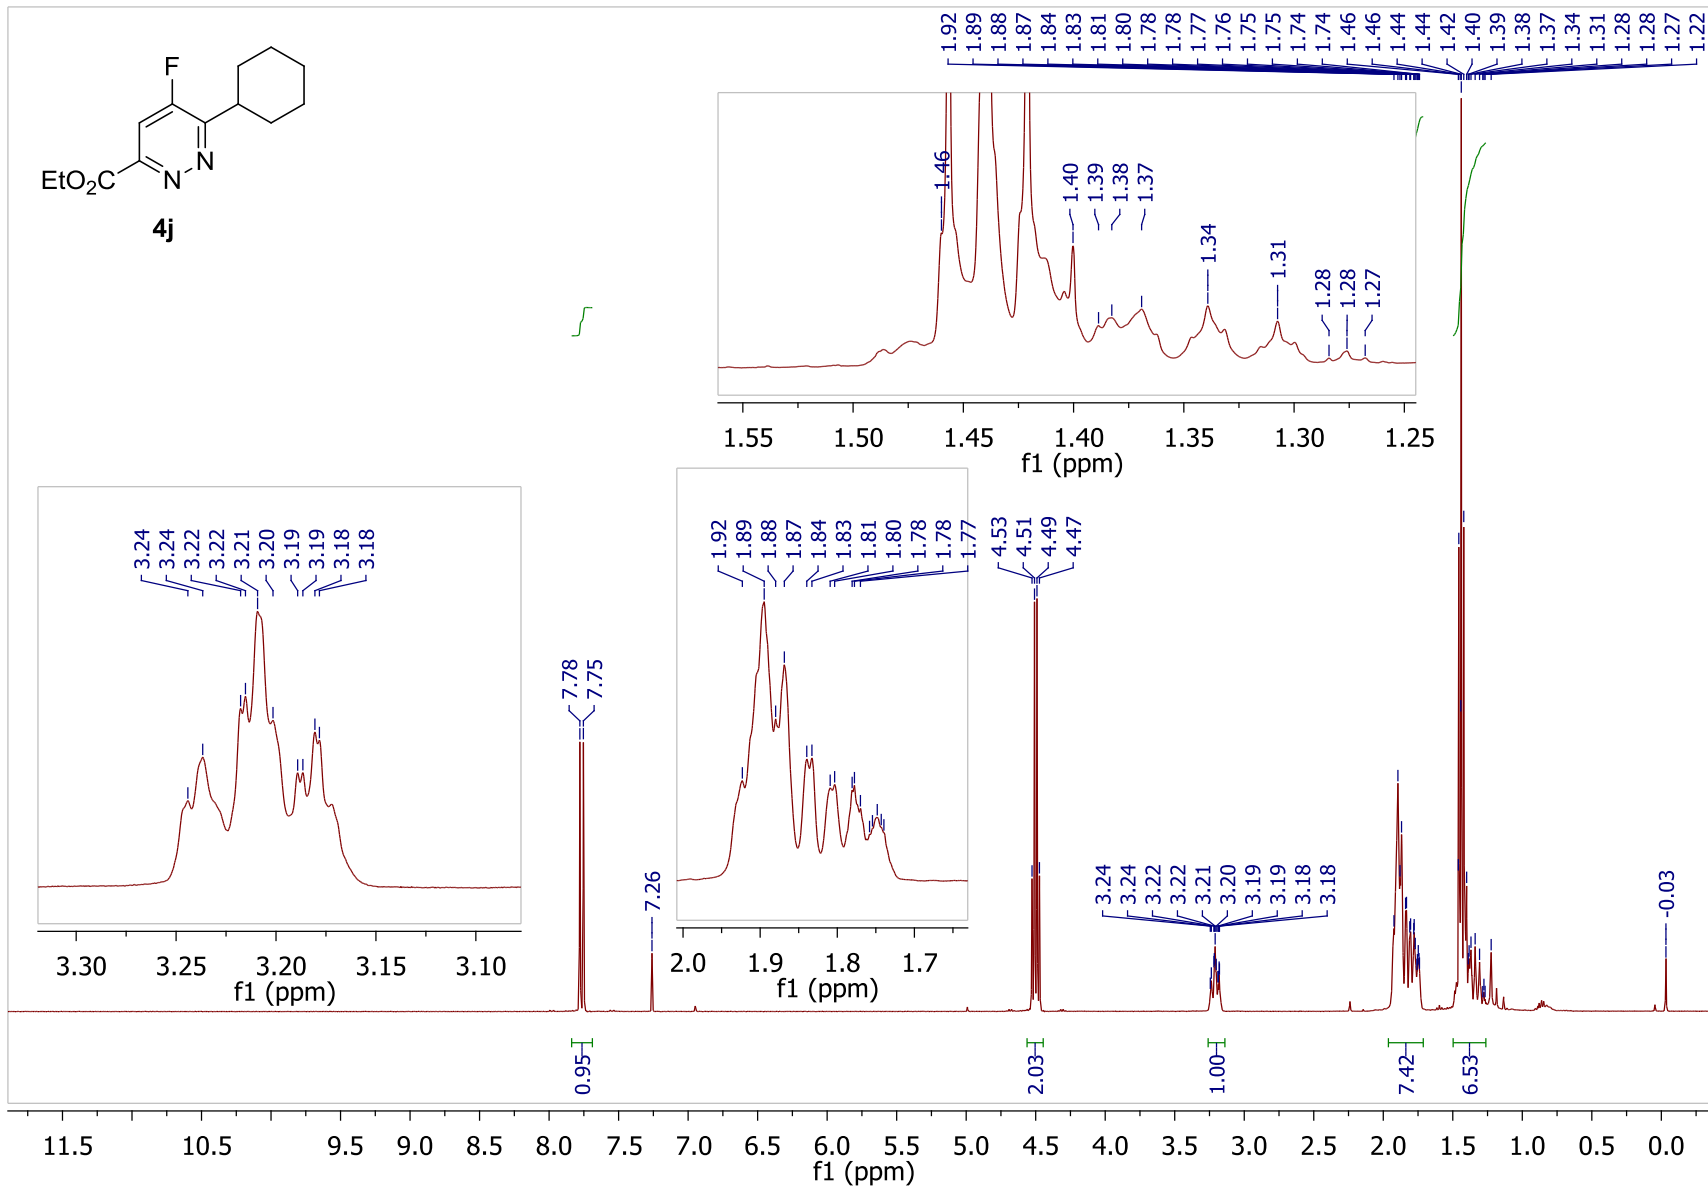 1.92 1.89 1.88 1.87 1.84 1.83 1.81 1.80 1.78 1.78 1.77 1.76 1.75 1.75 1.74 1.74 1.46 1.46 1.44 1.44 1.42 1.40 1.39 1.38 1.37 1.34 1.31 1.28 1.28 1.27 1.22
F
N
N
EtO2C
4j
1.46 1.40 1.39 1.38 1.37 1.34 1.31 1.28 1.28 1.27
1.55 1.50 1.45 1.40 1.35 1.30 1.25
f1 (ppm)
3.24 3.24 3.22 3.22 3.21 3.20 3.19 3.19 3.18 3.18
3.30 3.25 3.20 3.15 3.10
f1 (ppm)
1.92 1.89 1.88 1.87 1.84 1.83 1.81 1.80 1.78 1.78 1.77
2.0 1.9 1.8 1.7
f1 (ppm)
4.53 4.51 4.49 4.47
7.78 7.75
7.26
3.24 3.24 3.22 3.22 3.21 3.20 3.19 3.19 3.18 3.18
-0.03
0.95 2.03 1.00 7.42 6.53
11.5 10.5 9.5 9.0 8.5 8.0 7.5 7.0 6.5 6.0 5.5 5.0 4.5 4.0 3.5 3.0 2.5 2.0 1.5 1.0 0.5 0.0
f1 (ppm)